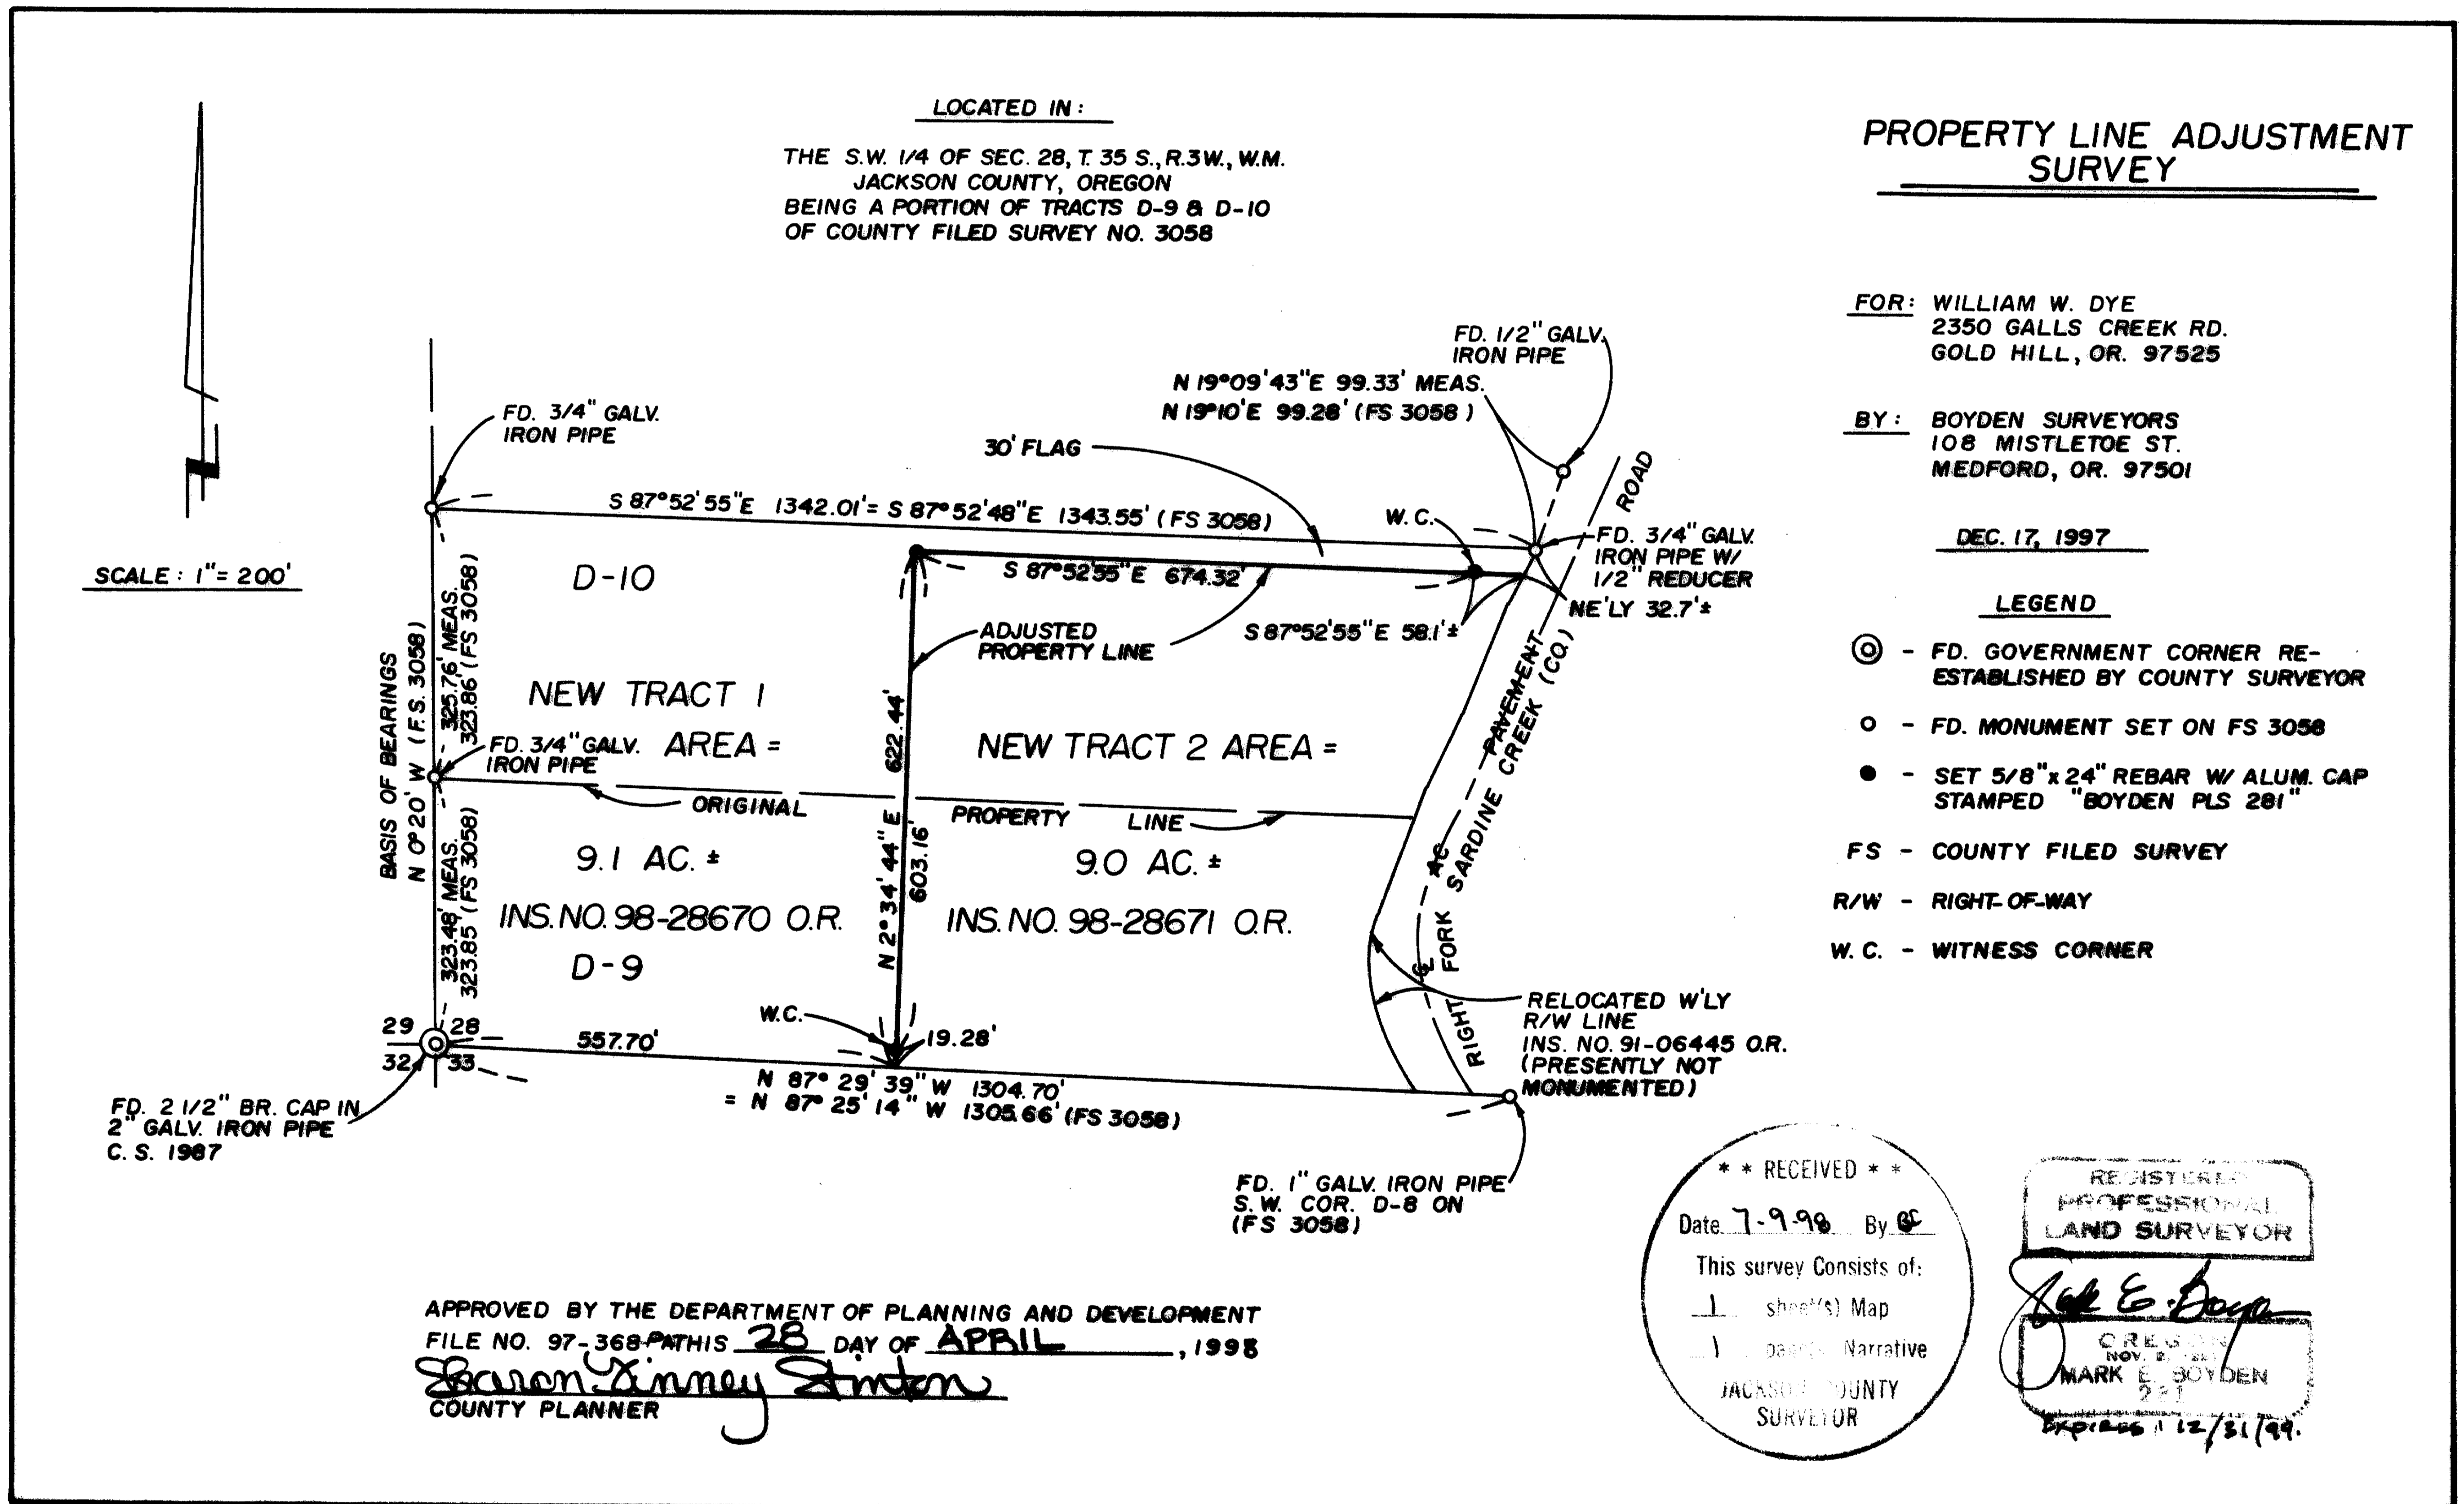 LOCATED IN:
THE S.W. 1/4 OF SEC. 28, T. 35 S., R.3W., W.M.
JACKSON COUNTY, OREGON
BEING A PORTION OF TRACTS D-9 & D-10
OF COUNTY FILED SURVEY NO. 3058
PROPERTY LINE ADJUSTMENT
SURVEY
FOR: WILLIAM W. DYE
2350 GALLS CREEK RD.
GOLD HILL, OR. 97525
BY: BOYDEN SURVEYORS
108 MISTLETOE ST.
MEDFORD, OR. 97501
DEC. 17, 1997
LEGEND
- FD. GOVERNMENT CORNER RE-
ESTABLISHED BY COUNTY SURVEYOR
- FD. MONUMENT SET ON FS 3058
- SET 5/8" x 24" REBAR W/ ALUM. CAP
STAMPED "BOYDEN PLS 281"
FS - COUNTY FILED SURVEY
R/W - RIGHT-OF-WAY
W.C. - WITNESS CORNER
N
SCALE: 1"= 200'
FD. 1/2" GALV.
IRON PIPE
N 19°09'43"E 99.33' MEAS.
N 19°10'E 99.28' (FS 3058)
FD. 3/4" GALV.
IRON PIPE
30' FLAG
S 87°52'55"E 1342.01'= S 87°52'48"E 1343.55' (FS 3058)
W.C.
FD. 3/4" GALV.
IRON PIPE W/
1/2" REDUCER
NE'LY 32.7'±
D-10
S 87°52'55"E 674.32'
S 87°52'55"E 58.1'±
ADJUSTED
PROPERTY LINE
BASIS OF BEARINGS
N 0°20' W (F.S. 3058)
325.76' MEAS.
323.86' (FS 3058)
323.48' MEAS.
323.85 (FS 3058)
NEW TRACT 1
AREA =
NEW TRACT 2 AREA =
FD. 3/4" GALV.
IRON PIPE
622.44'
N 2°34'44" E
603.16'
ORIGINAL PROPERTY LINE
9.1 AC. ±
9.0 AC. ±
INS. NO. 98-28670 O.R.
INS. NO. 98-28671 O.R.
D-9
AC PAVEMENT
℄
RIGHT FORK SARDINE CREEK (CO.) ROAD
W.C.
19.28'
29 28
32 33
557.70'
N 87° 29' 39" W 1304.70'
= N 87° 25' 14" W 1305.66' (FS 3058)
RELOCATED W'LY
R/W LINE
INS. NO. 91-06445 O.R.
(PRESENTLY NOT
MONUMENTED)
FD. 2 1/2" BR. CAP IN
2" GALV. IRON PIPE
C. S. 1987
FD. 1" GALV. IRON PIPE
S.W. COR. D-8 ON
(FS 3058)
APPROVED BY THE DEPARTMENT OF PLANNING AND DEVELOPMENT
FILE NO. 97-368-PA THIS 28 DAY OF APRIL, 1998
COUNTY PLANNER
* * RECEIVED * *
Date 7-9-98 By
This survey Consists of:
1 sheet(s) Map
1 Narrative
JACKSON COUNTY
SURVEYOR
REGISTERED
PROFESSIONAL
LAND SURVEYOR
OREGON
NOV. 2,
MARK E. BOYDEN
281
EXPIRES 12/31/99.